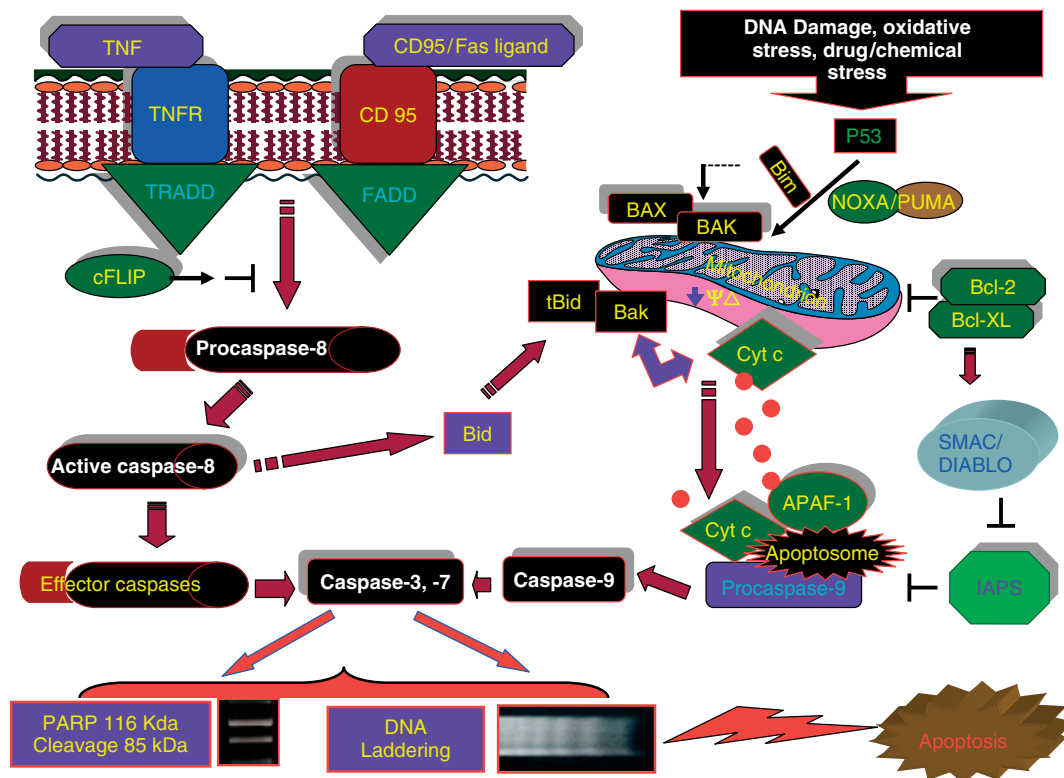 TNF
CD95/Fas ligand
DNA Damage, oxidative
stress, drug/chemical
stress
TNFR
CD 95
P53
TRADD
FADD
Bim
BAX
BAK
NOXA/PUMA
cFLIP
Mitochondrion
Bcl-2
Bcl-XL
tBid
Bak
ΨΔ
Procaspase-8
Cyt c
Bid
SMAC/
DIABLO
Active caspase-8
APAF-1
Cyt c
Apoptosome
Effector caspases
Caspase-3, -7
Caspase-9
Procaspase-9
IAPS
PARP 116 Kda
Cleavage 85 kDa
DNA
Laddering
Apoptosis